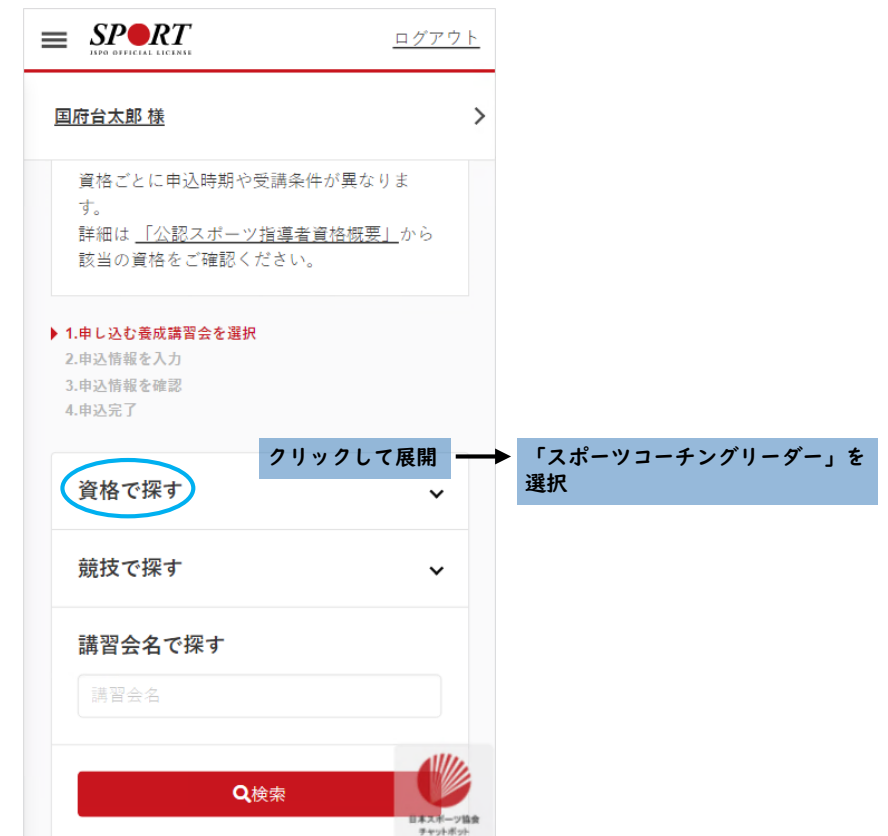 SPORT
JSPO OFFICIAL LICENSE
ログアウト
国府台太郎 様
資格ごとに申込時期や受講条件が異なりま
す。
詳細は 「公認スポーツ指導者資格概要」から
該当の資格をご確認ください。
1.申し込む養成講習会を選択
2.申込情報を入力
3.申込情報を確認
4.申込完了
クリックして展開
「スポーツコーチングリーダー」を
選択
資格で探す
競技で探す
講習会名で探す
講習会名
検索
日本スポーツ協会
チャットボット